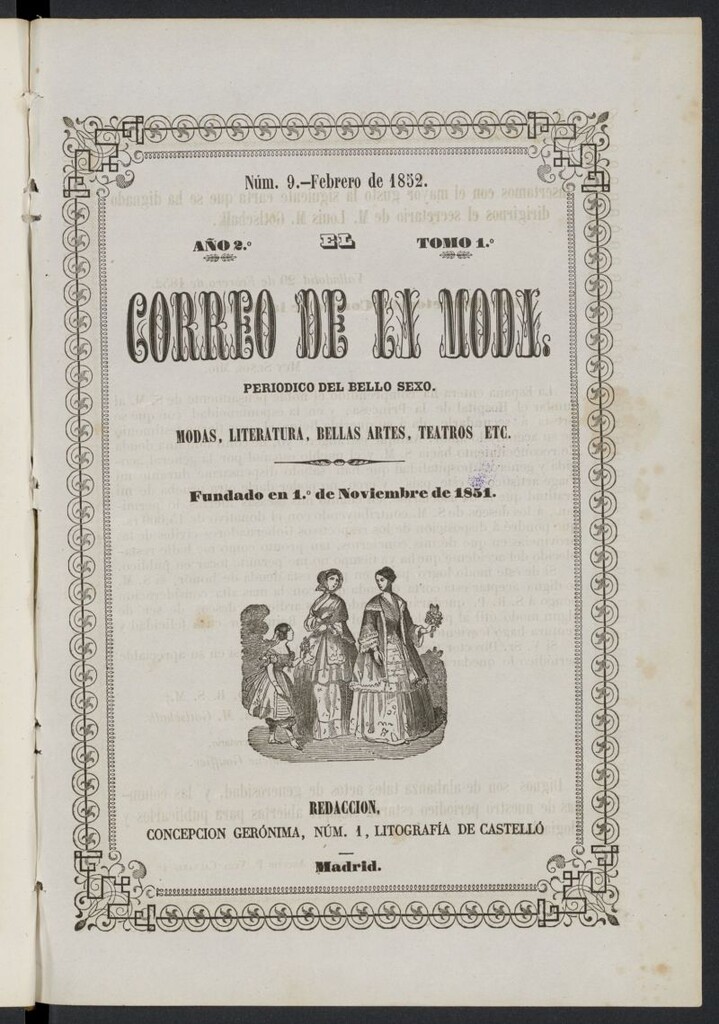 Núm. 9.—Febrero de 1852.
AÑO 2.º EL TOMO 1.º
CORREO DE LA MODA.
PERIODICO DEL BELLO SEXO.
MODAS, LITERATURA, BELLAS ARTES, TEATROS ETC.
Fundado en 1.º de Noviembre de 1851.
REDACCION,
CONCEPCION GERÓNIMA, NÚM. 1, LITOGRAFÍA DE CASTELLÓ
Madrid.